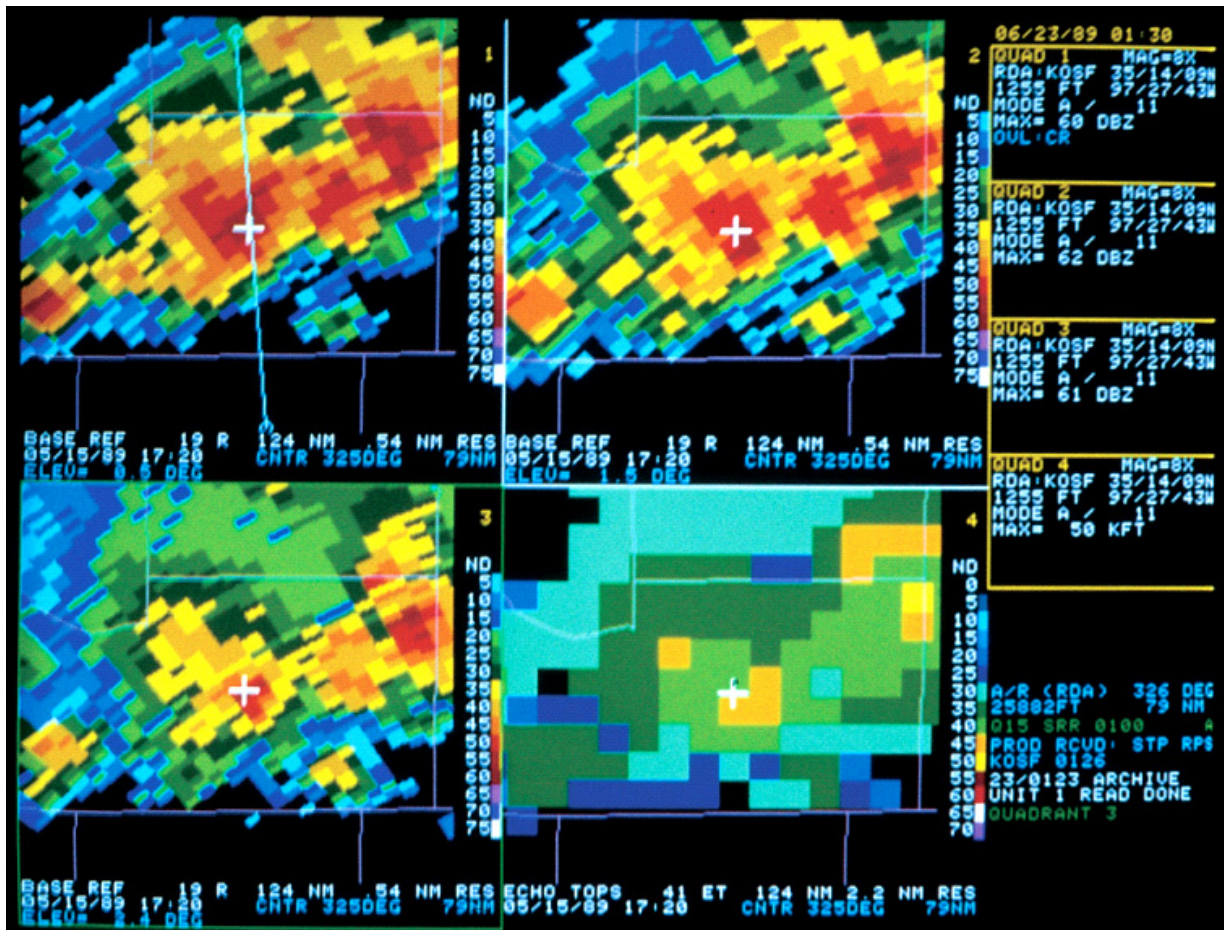 1
ND
5
10
15
20
25
30
35
40
45
50
55
60
65
70
75
BASE REF 19 R 124 NM .54 NM RES
05/15/89 17:20 CNTR 325DEG 79NM
ELEV= 0.6 DEG
2
ND
5
10
15
20
25
30
35
40
45
50
55
60
65
70
75
BASE REF 19 R 124 NM .54 NM RES
05/15/89 17:20 CNTR 325DEG 79NM
ELEV= 1.5 DEG
3
ND
5
10
15
20
25
30
35
40
45
50
55
60
65
70
75
BASE REF 19 R 124 NM .54 NM RES
05/15/89 17:20 CNTR 325DEG 79NM
ELEV= 2.4 DEG
4
ND
0
5
10
15
20
25
30
35
40
45
50
55
60
65
70
ECHO TOPS 41 ET 124 NM 2.2 NM RES
05/15/89 17:20 CNTR 325DEG 79NM
06/23/89 01:30
QUAD 1 MAG=8X
RDA:KOSF 35/14/09N
1255 FT 97/27/43W
MODE A / 11
MAX= 60 DBZ
OVL:CR
QUAD 2 MAG=8X
RDA:KOSF 35/14/09N
1255 FT 97/27/43W
MODE A / 11
MAX= 62 DBZ
QUAD 3 MAG=8X
RDA:KOSF 35/14/09N
1255 FT 97/27/43W
MODE A / 11
MAX= 61 DBZ
QUAD 4 MAG=8X
RDA:KOSF 35/14/09N
1255 FT 97/27/43W
MODE A / 11
MAX= 50 KFT
A/R (RDA) 326 DEG
25882FT 79 NM
Q15 SRR 0100 A
PROD RCVD: STP RPS
KOSF 0126
23/0123 ARCHIVE
UNIT 1 READ DONE
QUADRANT 3